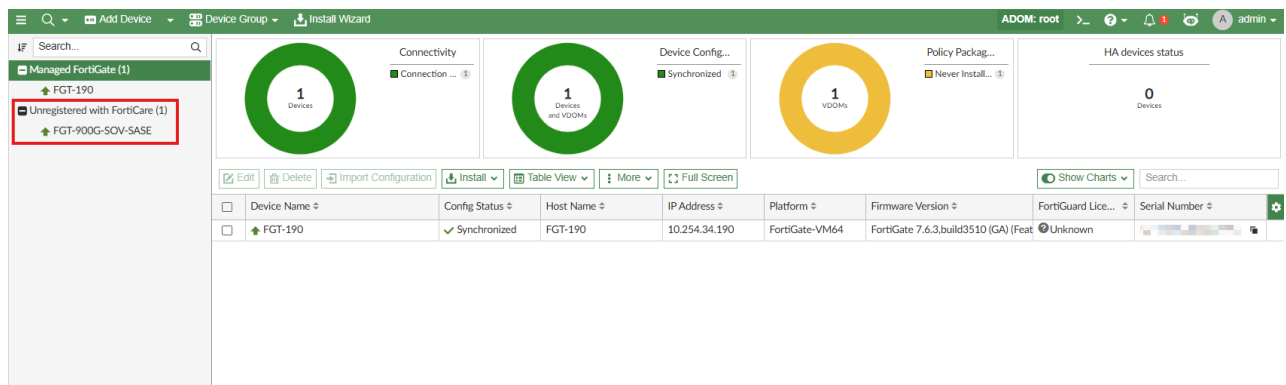 Add Device Device Group Install Wizard ADOM: root >_ 1 A admin
Search...
Managed FortiGate (1)
FGT-190
Unregistered with FortiCare (1)
FGT-900G-SOV-SASE
Connectivity
Connection ... 1
1
Devices
Device Config...
Synchronized 1
1
Devices
and VDOMs
Policy Packag...
Never Install... 1
1
VDOMs
HA devices status
0
Devices
Edit Delete Import Configuration Install Table View More Full Screen Show Charts Search...
Device Name Config Status Host Name IP Address Platform Firmware Version FortiGuard Lice... Serial Number
FGT-190 Synchronized FGT-190 10.254.34.190 FortiGate-VM64 FortiGate 7.6.3,build3510 (GA) (Feat Unknown